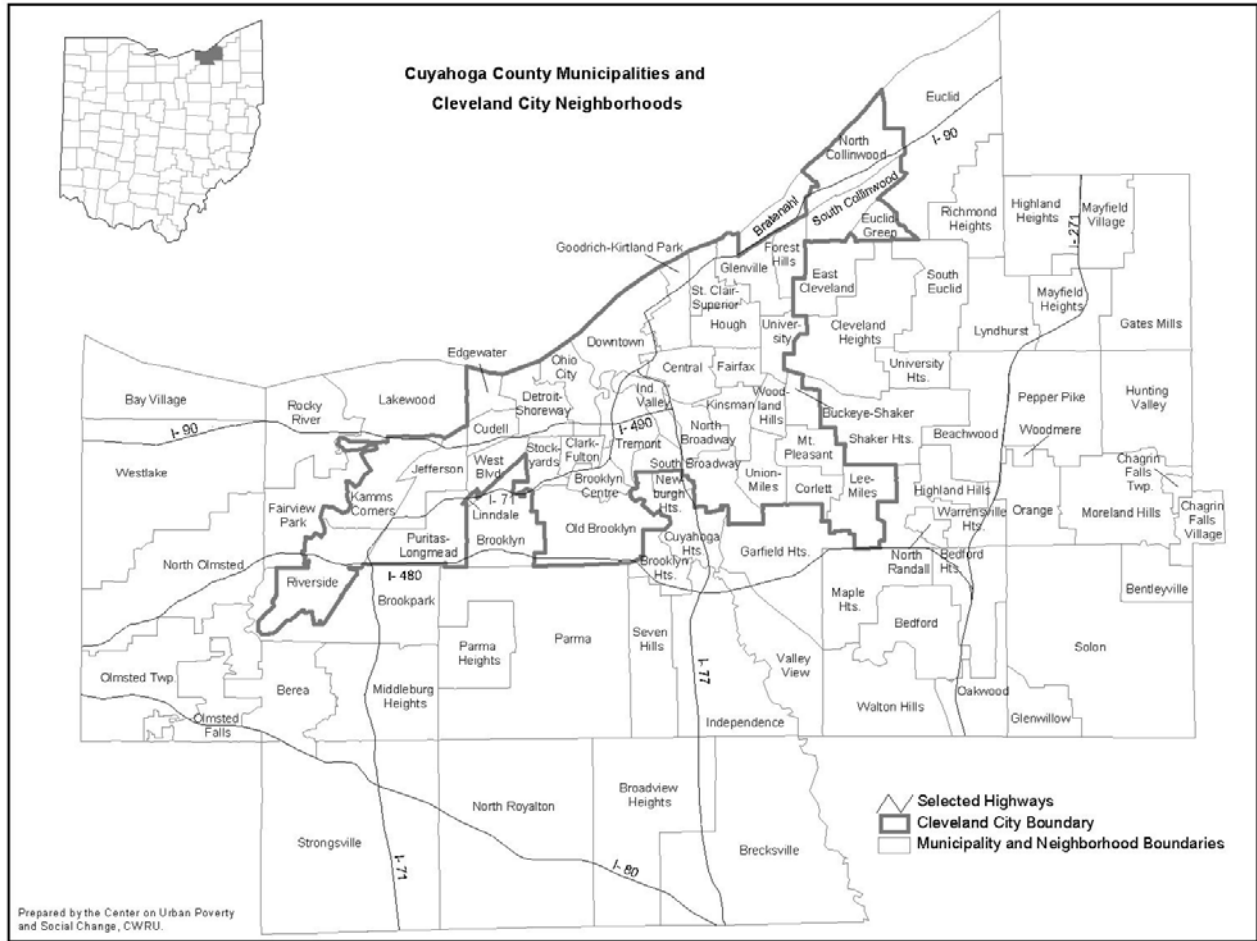 Cuyahoga County Municipalities and
Cleveland City Neighborhoods
Euclid
I- 90
North
Collinwood
South Collinwood
Bratanahl
Euclid
Green
Richmond
Heights
Highland
Heights
I-271
Mayfield
Village
Goodrich-Kirtland Park
Forest
Hills
Glenville
East
Cleveland
South
Euclid
Mayfield
Heights
St. Clair-
Superior
Hough
Univer-
sity
Cleveland
Heights
Lyndhurst
Gates Mills
Downtown
Edgewater
Ohio
City
Central
Fairfax
University
Hts.
Bay Village
Rocky
River
Lakewood
Detroit-
Shoreway
Ind.
Valley
Kinsman
Wood-
land
Hills
Buckeye-Shaker
Pepper Pike
Hunting
Valley
I- 90
Cudell
I- 490
Tremont
North
Broadway
Mt.
Pleasant
Shaker Hts.
Beachwood
Woodmere
Westlake
Jefferson
West
Blvd
Stock-
yards
Clark-
Fulton
South Broadway
Chagrin
Falls
Twp.
Fairview
Park
Kamms
Corners
I- 71
Linndale
Brooklyn
Centre
New
burgh
Hts.
Union-
Miles
Corlett
Lee-
Miles
Highland Hills
Warrensville
Hts.
Orange
Moreland Hills
Chagrin
Falls
Village
Puritas-
Longmead
Brooklyn
Old Brooklyn
Cuyahoga
Hts.
Garfield Hts.
North
Randall
Bedford
Hts.
North Olmsted
Riverside
I- 480
Brookpark
Brooklyn
Hts.
Maple Hts.
Bentleyville
Bedford
Parma
Heights
Parma
Seven
Hills
Valley
View
Solon
Olmsted Twp.
Berea
Middleburg
Heights
I-77
Oakwood
Olmsted
Falls
Independence
Walton Hills
Glenwillow
Broadview
Heights
North Royalton
Strongsville
I-71
I- 80
Brecksville
Selected Highways
Cleveland City Boundary
Municipality and Neighborhood Boundaries
Prepared by the Center on Urban Poverty
and Social Change, CWRU.